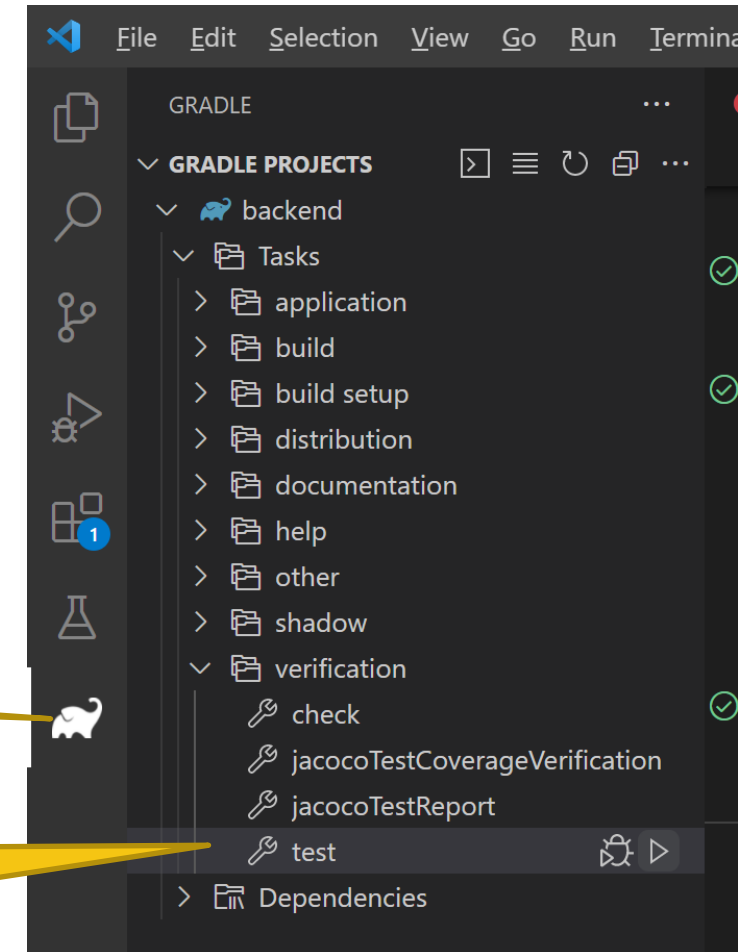 File Edit Selection View Go Run Termina
GRADLE
GRADLE PROJECTS
backend
Tasks
application
build
build setup
distribution
documentation
help
1
other
shadow
verification
check
jacocoTestCoverageVerification
jacocoTestReport
test
Dependencies